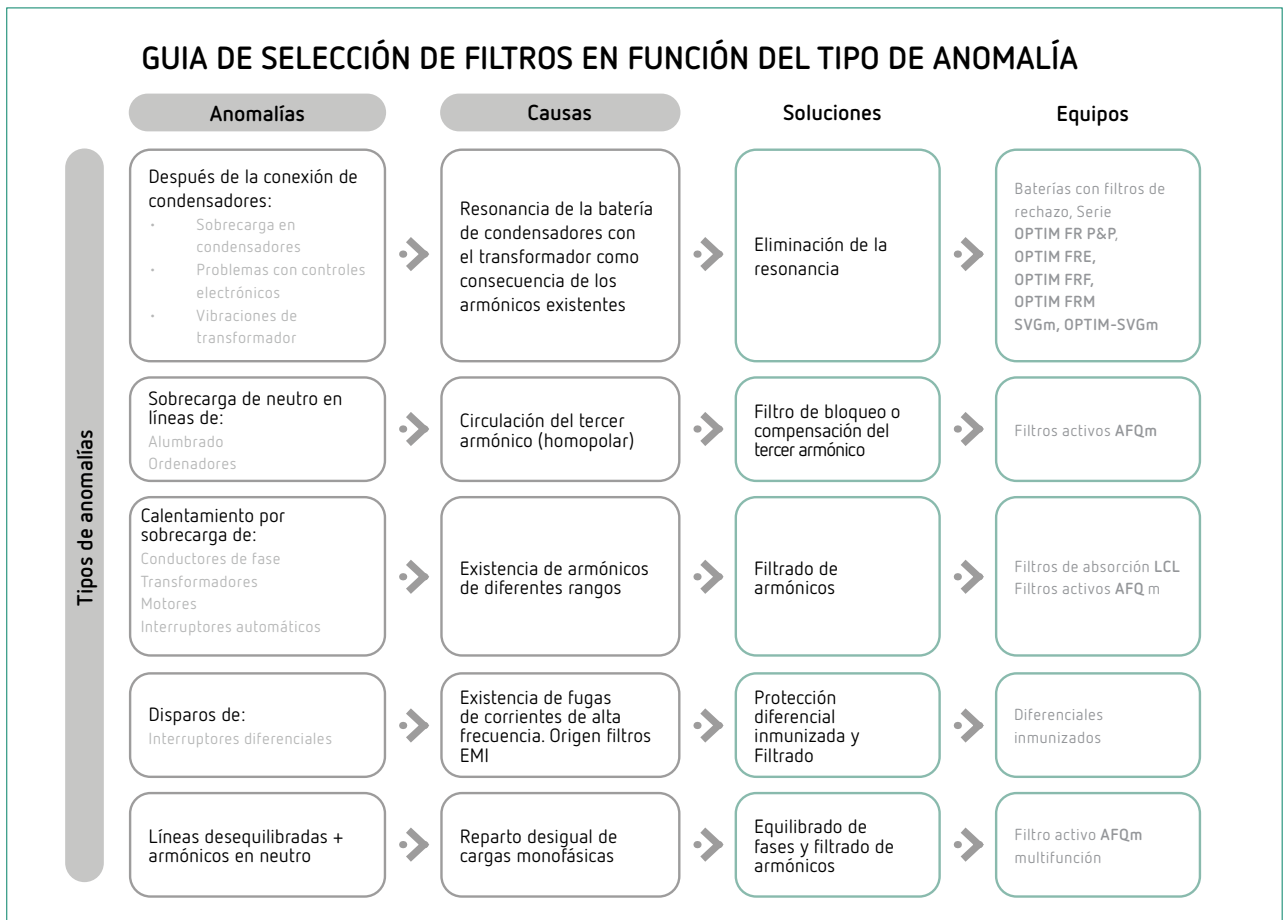 GUIA DE SELECCIÓN DE FILTROS EN FUNCIÓN DEL TIPO DE ANOMALÍA
Anomalías
Causas
Soluciones
Equipos
Tipos de anomalías
Después de la conexión de
condensadores:
• Sobrecarga en
condensadores
• Problemas con controles
electrónicos
• Vibraciones de
transformador
Resonancia de la batería
de condensadores con
el transformador como
consecuencia de los
armónicos existentes
Eliminación de la
resonancia
Baterías con filtros de
rechazo, Serie
OPTIM FR P&P,
OPTIM FRE,
OPTIM FRF,
OPTIM FRM
SVGm, OPTIM-SVGm
Sobrecarga de neutro en
líneas de:
Alumbrado
Ordenadores
Circulación del tercer
armónico (homopolar)
Filtro de bloqueo o
compensación del
tercer armónico
Filtros activos AFQm
Calentamiento por
sobrecarga de:
Conductores de fase
Transformadores
Motores
Interruptores automáticos
Existencia de armónicos
de diferentes rangos
Filtrado de
armónicos
Filtros de absorción LCL
Filtros activos AFQ m
Disparos de:
Interruptores diferenciales
Existencia de fugas
de corrientes de alta
frecuencia. Origen filtros
EMI
Protección
diferencial
inmunizada y
Filtrado
Diferenciales
inmunizados
Líneas desequilibradas +
armónicos en neutro
Reparto desigual de
cargas monofásicas
Equilibrado de
fases y filtrado de
armónicos
Filtro activo AFQm
multifunción